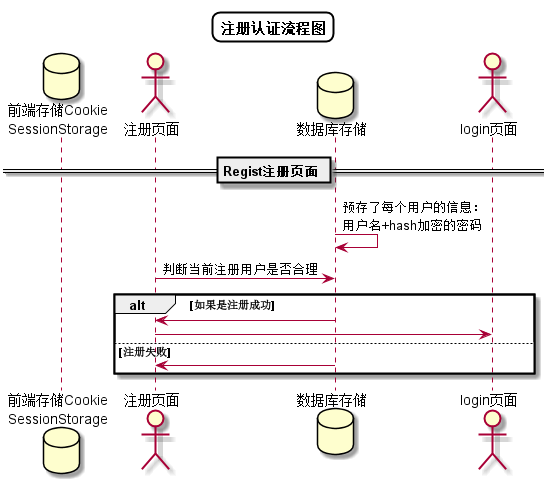 注册认证流程图
前端存储Cookie
SessionStorage
注册页面
数据库存储
login页面
Regist注册页面
预存了每个用户的信息：
用户名+hash加密的密码
判断当前注册用户是否合理
alt
[如果是注册成功]
[注册失败]
前端存储Cookie
SessionStorage
注册页面
数据库存储
login页面